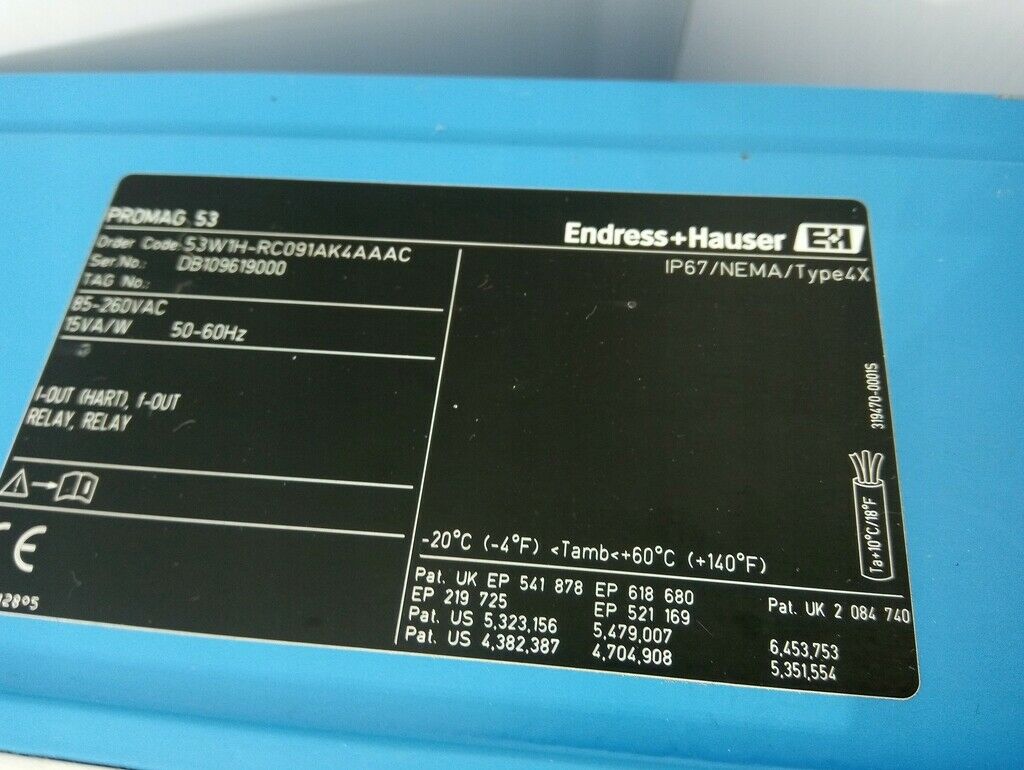 PROMAG 53
Endress+Hauser EH
Order Code: 53W1H-RC091AK4AAAC
Ser.No.: DB109619000
TAG No.:
IP67/NEMA/Type4X
85-260VAC
15VA/W 50-60Hz
I-OUT (HART), f-OUT
RELAY, RELAY
319470-0001S
Ta+10°C/18°F
-20°C (-4°F) <Tamb<+60°C (+140°F)
CE
Pat. UK EP 541 878 EP 618 680 Pat. UK 2 084 740
EP 219 725 EP 521 169
Pat. US 5,323,156 5,479,007 6,453,753
Pat. US 4,382,387 4,704,908 5,351,554